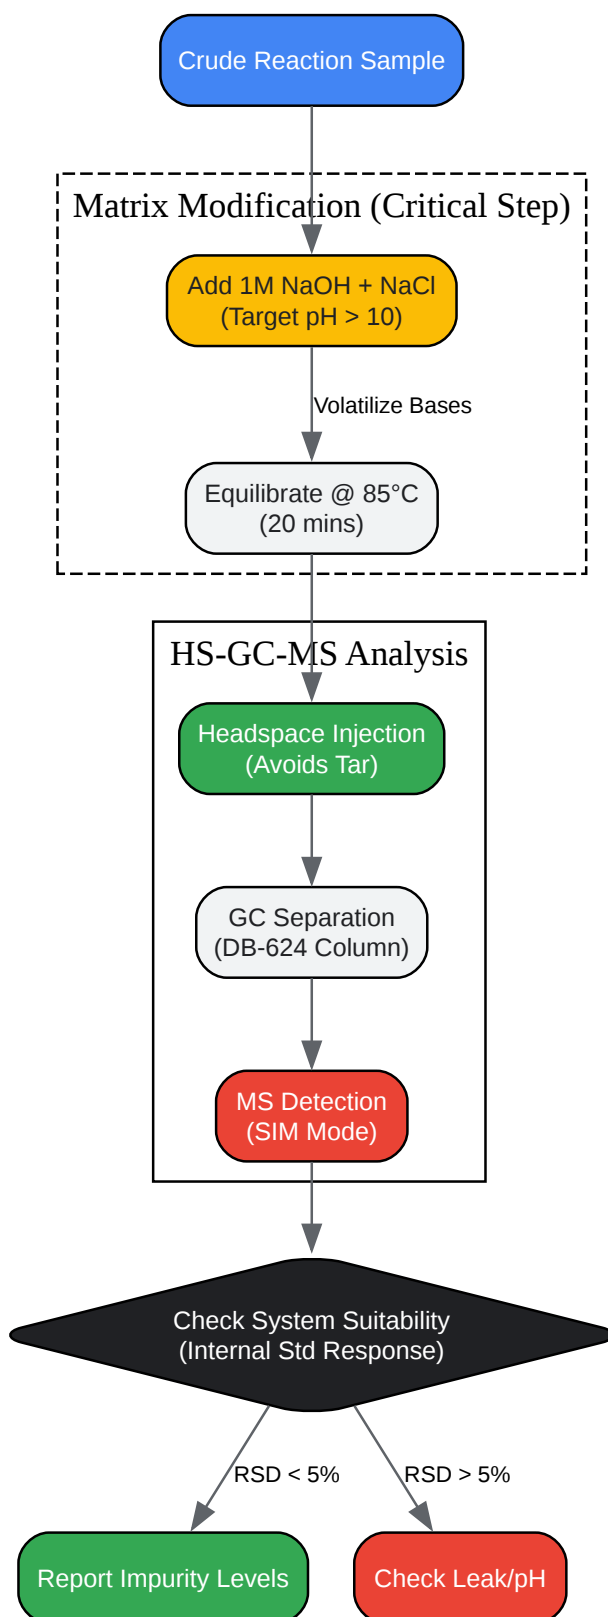 Crude Reaction Sample
Matrix Modification (Critical Step)
Add 1M NaOH + NaCl
(Target pH > 10)
Volatilize Bases
Equilibrate @ 85°C
(20 mins)
HS-GC-MS Analysis
Headspace Injection
(Avoids Tar)
GC Separation
(DB-624 Column)
MS Detection
(SIM Mode)
Check System Suitability
(Internal Std Response)
RSD < 5%
RSD > 5%
Report Impurity Levels
Check Leak/pH